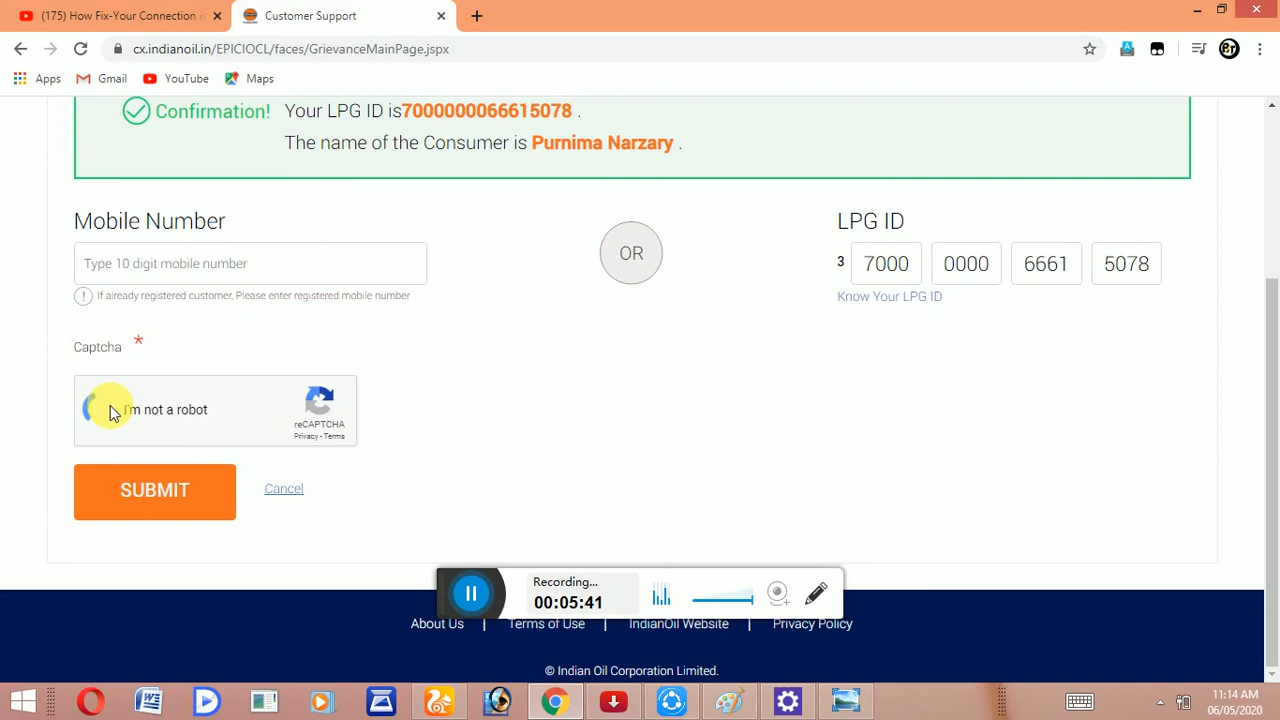 (175) How Fix-Your Connection is
Customer Support
cx.indianoil.in/EPICIOCL/faces/GrievanceMainPage.jspx
Apps
Gmail
YouTube
Maps
Confirmation!
Your LPG ID is7000000066615078 .
The name of the Consumer is Purnima Narzary .
Mobile Number
Type 10 digit mobile number
If already registered customer, Please enter registered mobile number
OR
LPG ID
3 7000 0000 6661 5078
Know Your LPG ID
Captcha *
I'm not a robot
reCAPTCHA
Privacy - Terms
SUBMIT
Cancel
Recording...
00:05:41
About Us | Terms of Use | IndianOil Website | Privacy Policy
© Indian Oil Corporation Limited.
11:14 AM
06/05/2020